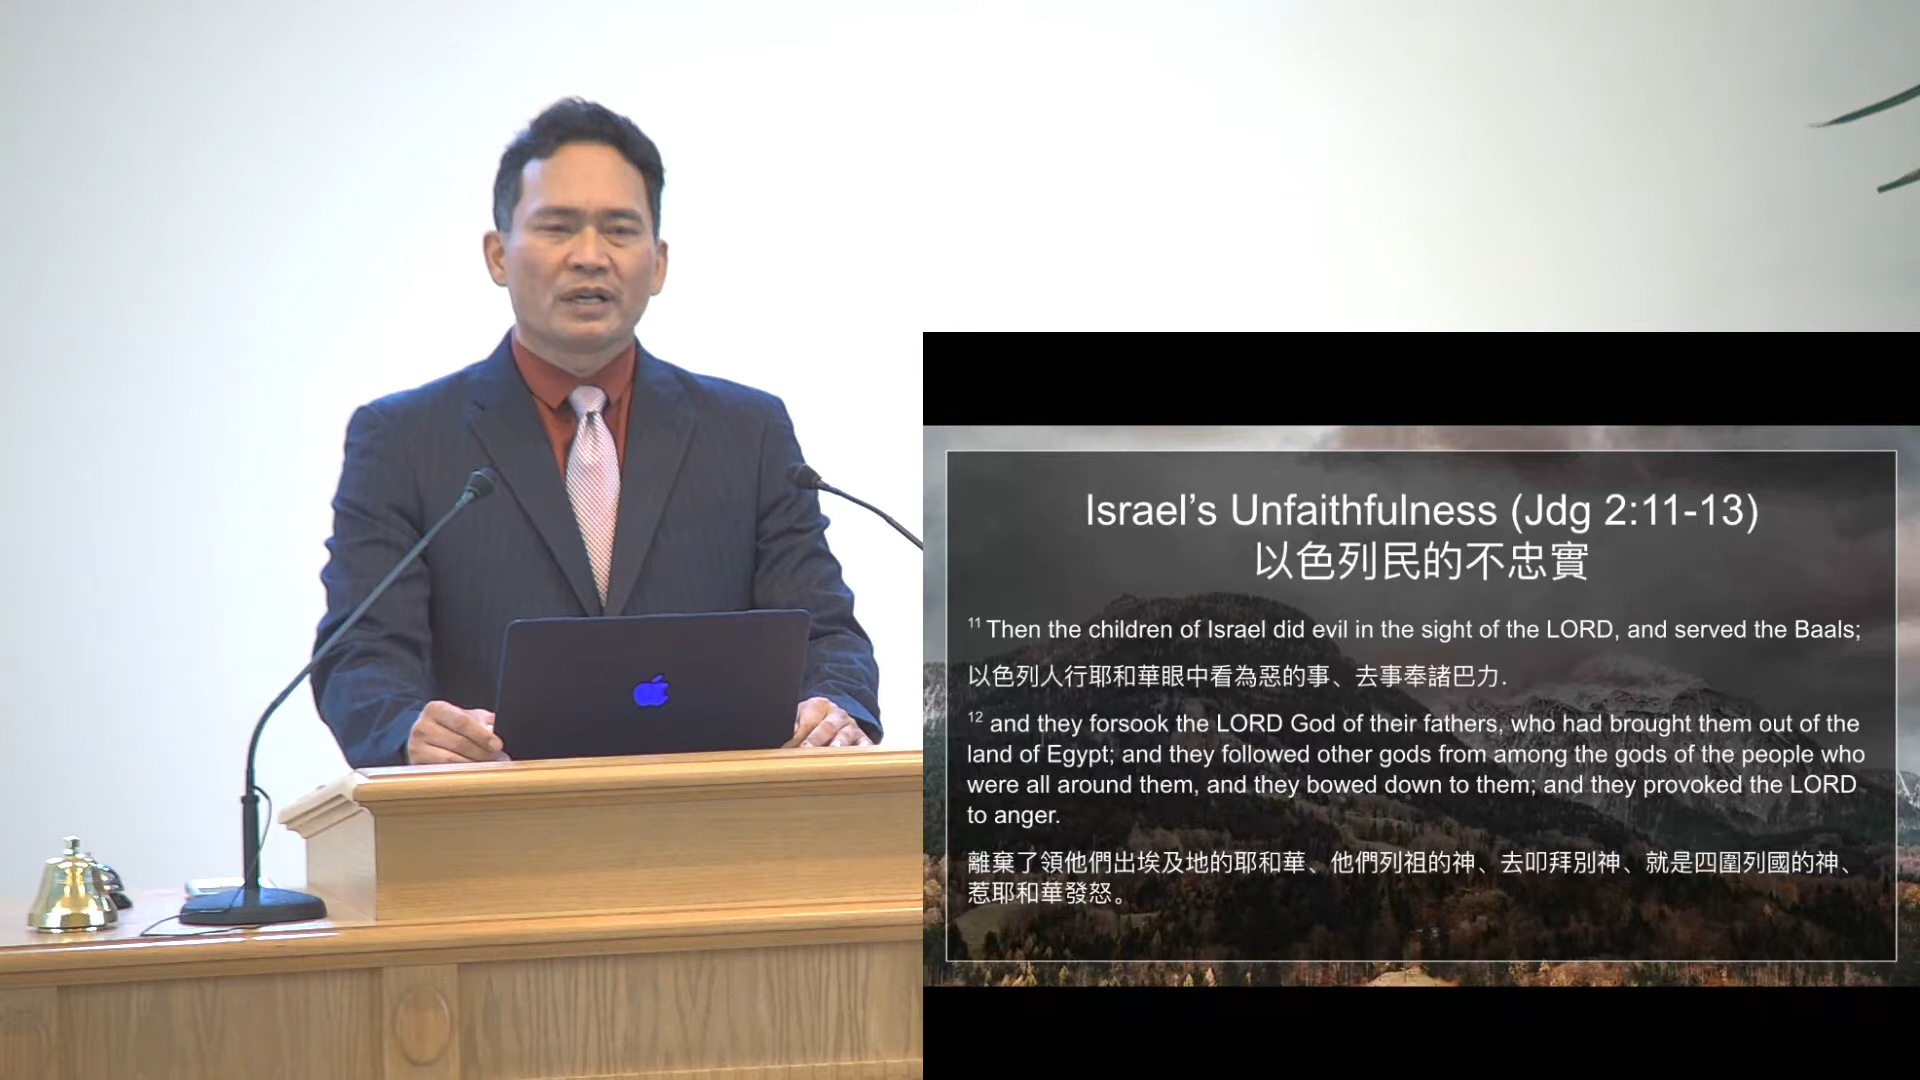 Israel’s Unfaithfulness (Jdg 2:11-13)
以色列民的不忠實
11 Then the children of Israel did evil in the sight of the LORD, and served the Baals;
以色列人行耶和華眼中看為惡的事、去事奉諸巴力.
12 and they forsook the LORD God of their fathers, who had brought them out of the
land of Egypt; and they followed other gods from among the gods of the people who
were all around them, and they bowed down to them; and they provoked the LORD
to anger.
離棄了領他們出埃及地的耶和華、他們列祖的神、去叩拜別神、就是四圍列國的神、
惹耶和華發怒。